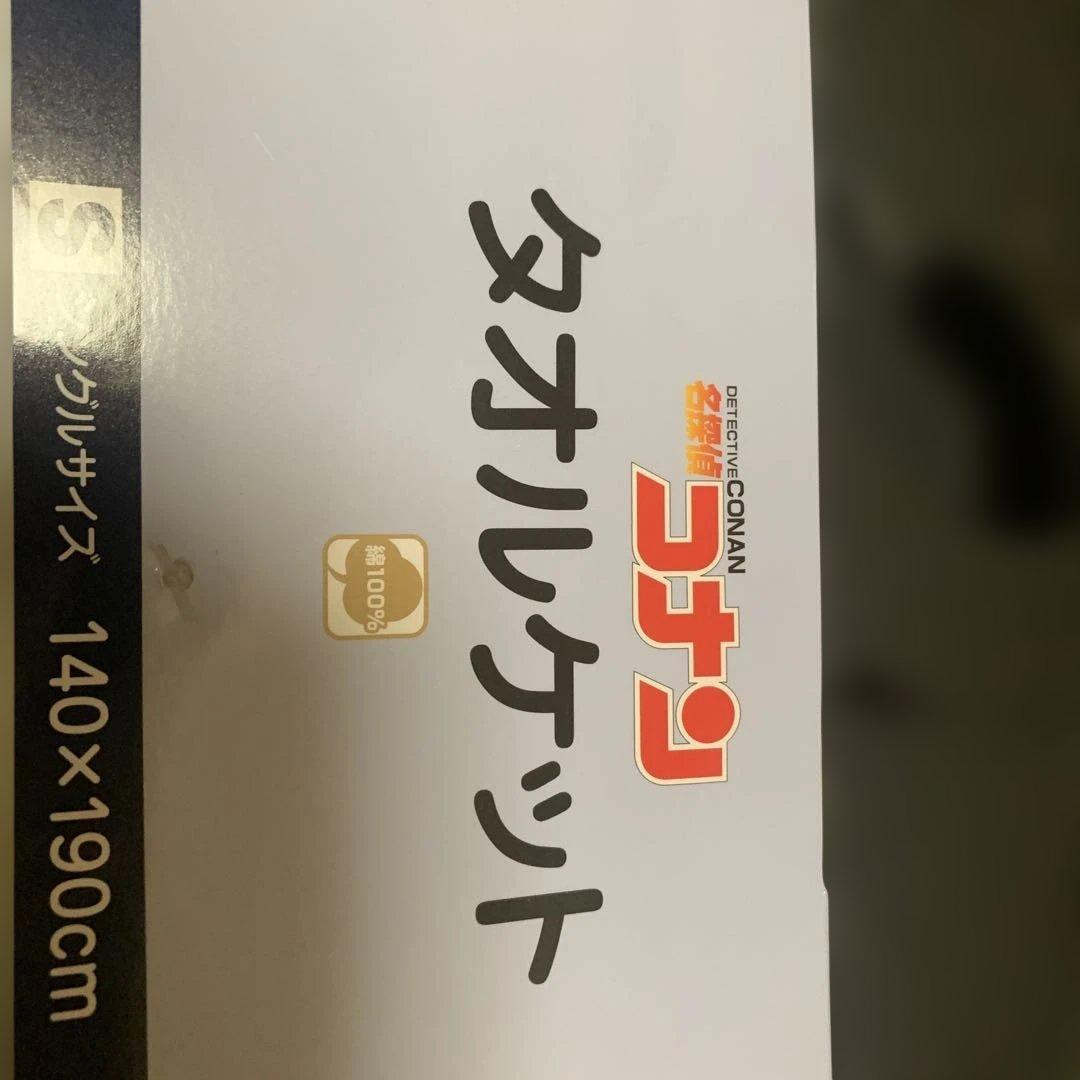 DETECTIVE CONAN
名探偵
コナン
タオルケット
綿100%
S シングルサイズ 140×190cm